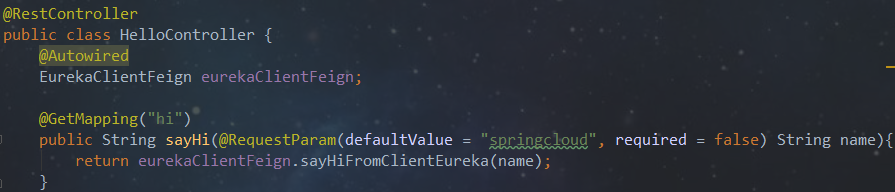 @RestController
public class HelloController {
@Autowired
EurekaClientFeign eurekaClientFeign;
@GetMapping("hi")
public String sayHi(@RequestParam(defaultValue = "springcloud", required = false) String name){
return eurekaClientFeign.sayHiFromClientEureka(name);
}